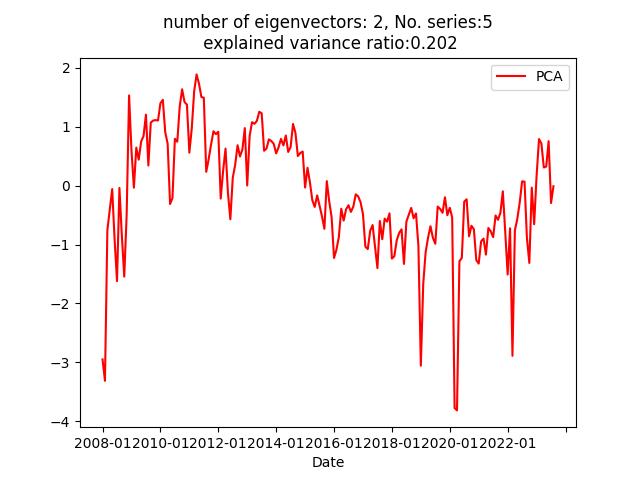 number of eigenvectors: 2, No. series:5
explained variance ratio:0.202
PCA
2
1
0
−1
−2
−3
−4
2008-012010-012012-012014-012016-012018-012020-012022-01
Date